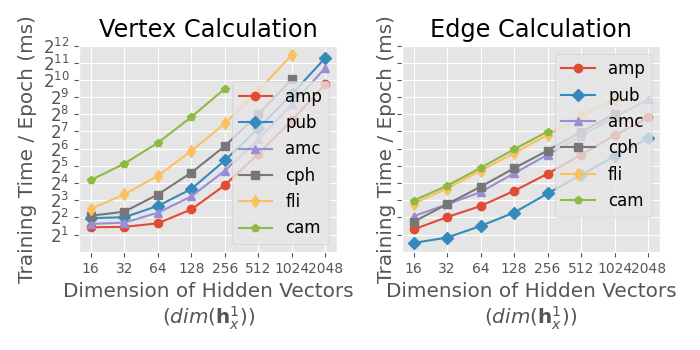 Vertex Calculation
Training Time / Epoch (ms)
2^12
2^11
2^10
2^9
2^8
2^7
2^6
2^5
2^4
2^3
2^2
2^1
16 32 64 128 256 512 1024 2048
Dimension of Hidden Vectors
(dim(h_x^1))
amp
pub
amc
cph
fli
cam
Edge Calculation
Training Time / Epoch (ms)
16 32 64 128 256 512 1024 2048
Dimension of Hidden Vectors
(dim(h_x^1))
amp
pub
amc
cph
fli
cam